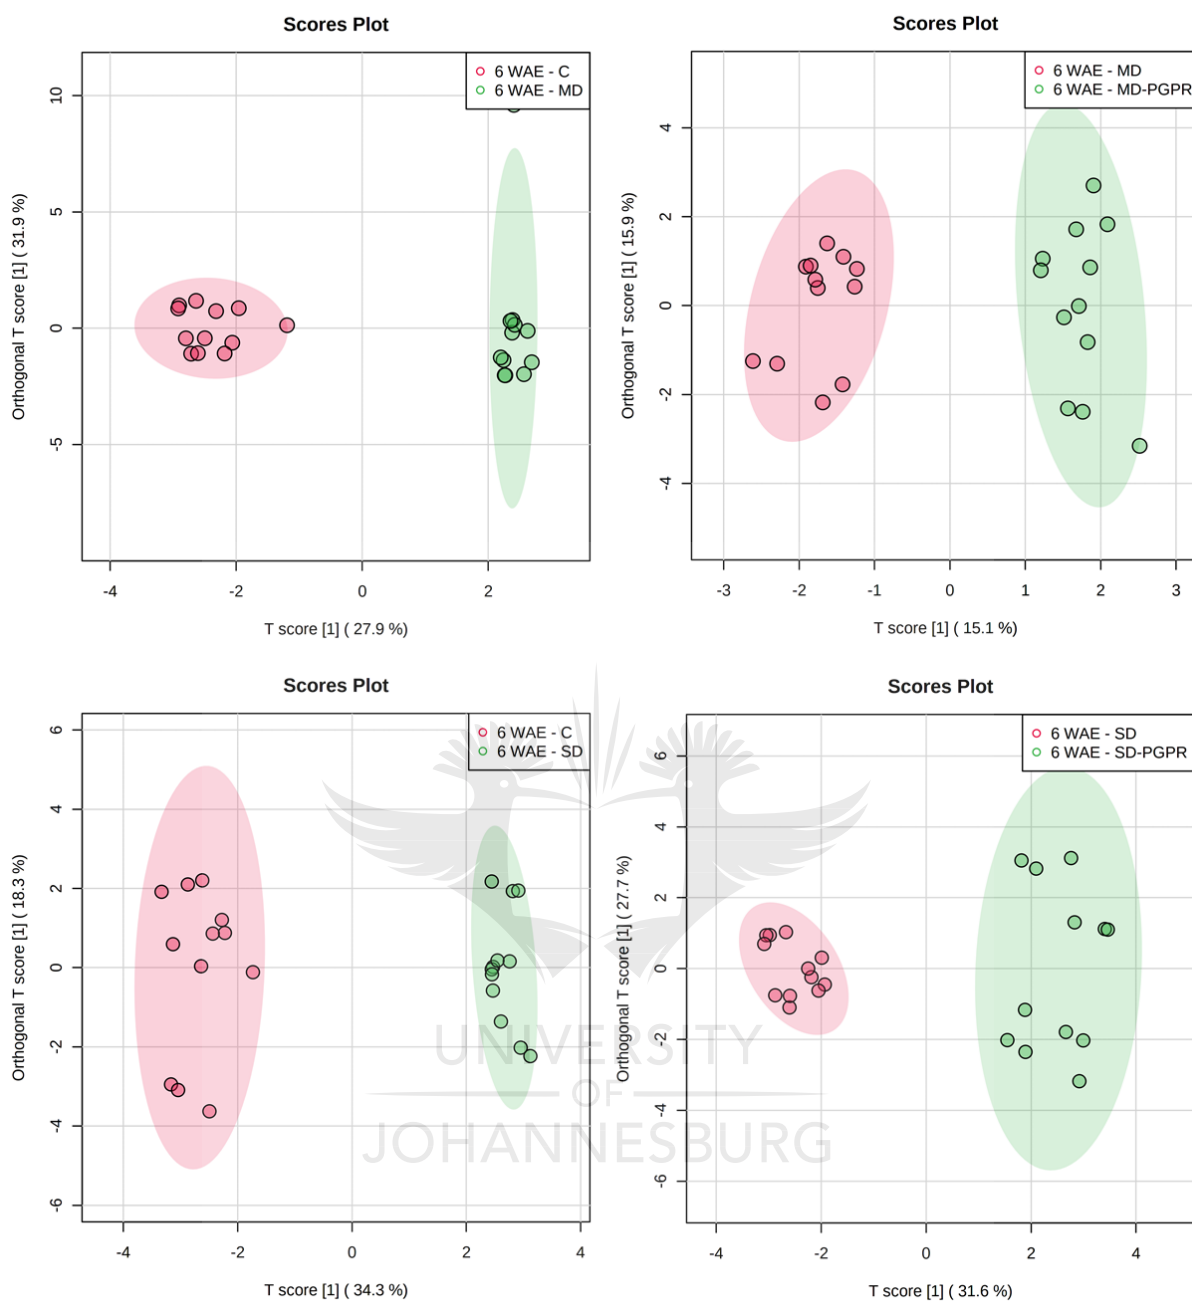 Scores Plot
6 WAE - C
6 WAE - MD
10
5
0
-5
Orthogonal T score [1] ( 31.9 %)
-4
-2
0
2
T score [1] ( 27.9 %)
Scores Plot
6 WAE - MD
6 WAE - MD-PGPR
4
2
0
-2
-4
Orthogonal T score [1] ( 15.9 %)
-3
-2
-1
0
1
2
3
T score [1] ( 15.1 %)
Scores Plot
6 WAE - C
6 WAE - SD
6
4
2
0
-2
-4
-6
Orthogonal T score [1] ( 18.3 %)
-4
-2
0
2
4
T score [1] ( 34.3 %)
Scores Plot
6 WAE - SD
6 WAE - SD-PGPR
6
4
2
0
-2
-4
-6
Orthogonal T score [1] ( 27.7 %)
-4
-2
0
2
4
T score [1] ( 31.6 %)
UNIVERSITY
OF
JOHANNESBURG